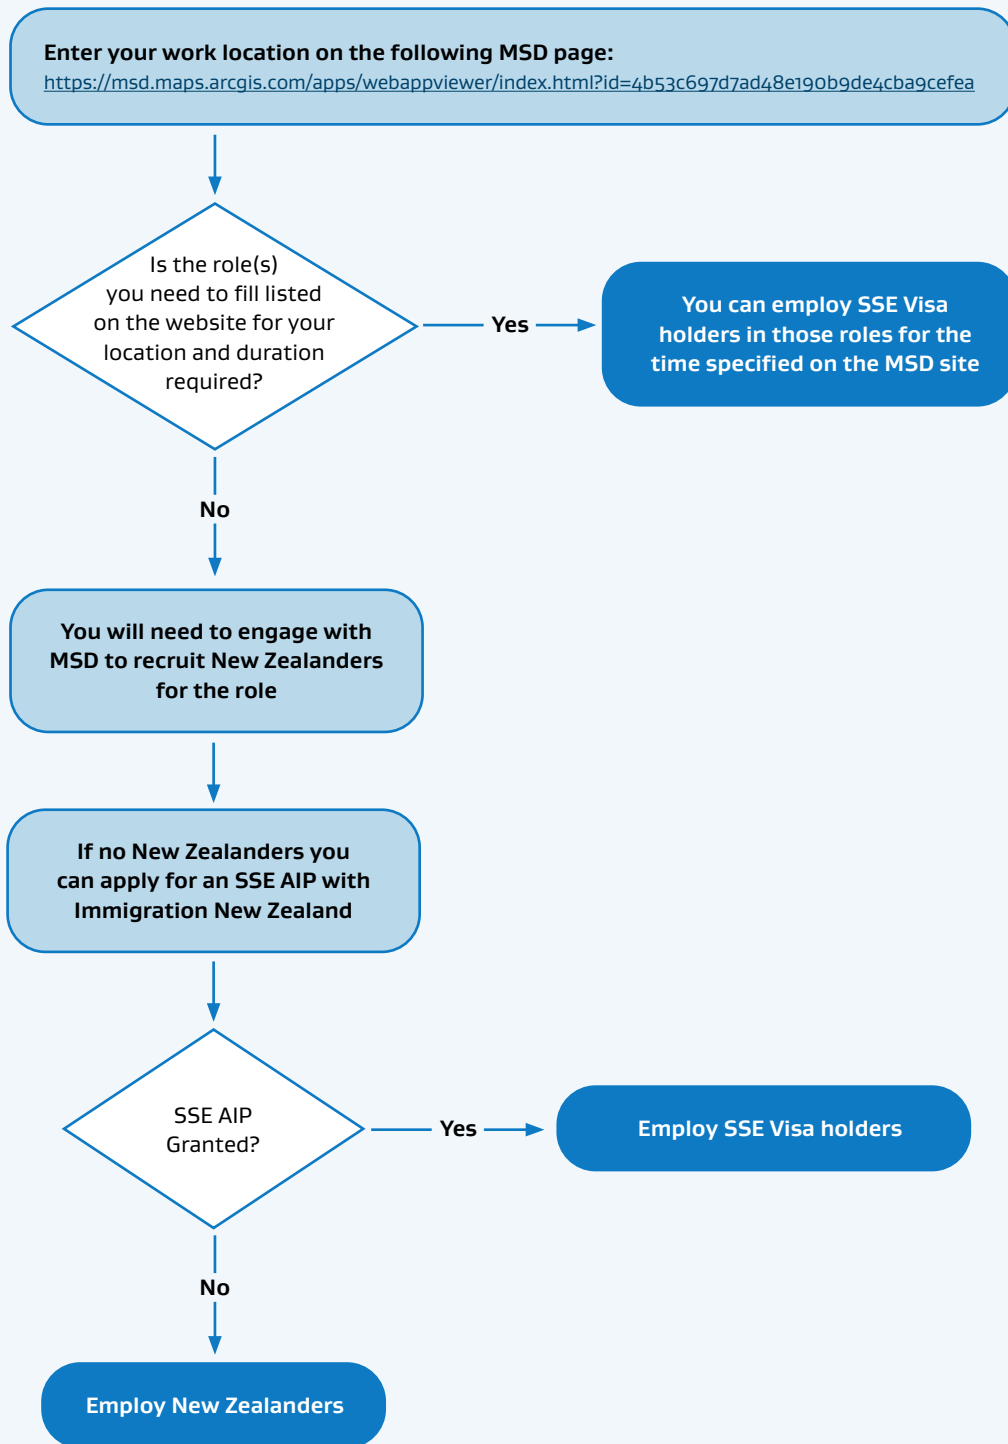 Enter your work location on the following MSD page:
https://msd.maps.arcgis.com/apps/webappviewer/index.html?id=4b53c697d7ad48e190b9de4cba9cefea
Is the role(s)
you need to fill listed
on the website for your
location and duration
required?
Yes
You can employ SSE Visa
holders in those roles for the
time specified on the MSD site
No
You will need to engage with
MSD to recruit New Zealanders
for the role
If no New Zealanders you
can apply for an SSE AIP with
Immigration New Zealand
SSE AIP
Granted?
Yes
Employ SSE Visa holders
No
Employ New Zealanders